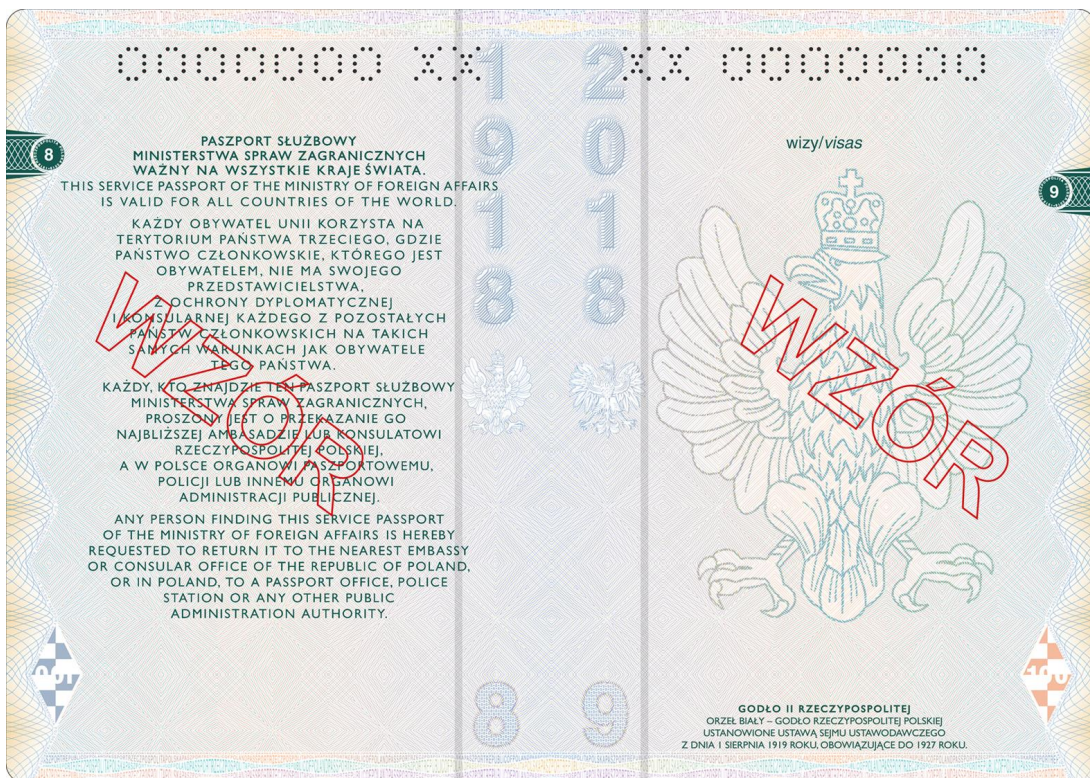 0000000 XX
XX 0000000
8
PASZPORT SŁUŻBOWY
MINISTERSTWA SPRAW ZAGRANICZNYCH
WAŻNY NA WSZYSTKIE KRAJE ŚWIATA.
THIS SERVICE PASSPORT OF THE MINISTRY OF FOREIGN AFFAIRS
IS VALID FOR ALL COUNTRIES OF THE WORLD.
KAŻDY OBYWATEL UNII KORZYSTA NA
TERYTORIUM PAŃSTWA TRZECIEGO, GDZIE
PAŃSTWO CZŁONKOWSKIE, KTÓREGO JEST
OBYWATELEM, NIE MA SWOJEGO
PRZEDSTAWICIELSTWA,
Z OCHRONY DYPLOMATYCZNEJ
I KONSULARNEJ KAŻDEGO Z POZOSTAŁYCH
PAŃSTW CZŁONKOWSKICH NA TAKICH
SAMYCH WARUNKACH JAK OBYWATELE
TEGO PAŃSTWA.
KAŻDY, KTO ZNAJDZIE TEN PASZPORT SŁUŻBOWY
MINISTERSTWA SPRAW ZAGRANICZNYCH,
PROSZONY JEST O PRZEKAZANIE GO
NAJBLIŻSZEJ AMBASADZIE LUB KONSULATOWI
RZECZYPOSPOLITEJ POLSKIEJ,
A W POLSCE ORGANOWI PASZPORTOWEMU,
POLICJI LUB INNEMU ORGANOWI
ADMINISTRACJI PUBLICZNEJ.
ANY PERSON FINDING THIS SERVICE PASSPORT
OF THE MINISTRY OF FOREIGN AFFAIRS IS HEREBY
REQUESTED TO RETURN IT TO THE NEAREST EMBASSY
OR CONSULAR OFFICE OF THE REPUBLIC OF POLAND,
OR IN POLAND, TO A PASSPORT OFFICE, POLICE
STATION OR ANY OTHER PUBLIC
ADMINISTRATION AUTHORITY.
WZÓR
1918
2018
8
9
wizy/visas
9
WZÓR
100
GODŁO II RZECZYPOSPOLITEJ
ORZEŁ BIAŁY – GODŁO RZECZYPOSPOLITEJ POLSKIEJ
USTANOWIONE USTAWĄ SEJMU USTAWODAWCZEGO
Z DNIA 1 SIERPNIA 1919 ROKU, OBOWIĄZUJĄCE DO 1927 ROKU.